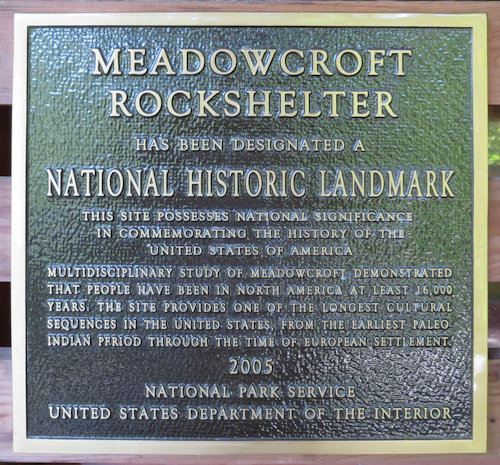 MEADOWCROFT
ROCKSHELTER
HAS BEEN DESIGNATED A
NATIONAL HISTORIC LANDMARK
THIS SITE POSSESSES NATIONAL SIGNIFICANCE
IN COMMEMORATING THE HISTORY OF THE
UNITED STATES OF AMERICA
MULTIDISCIPLINARY STUDY OF MEADOWCROFT DEMONSTRATED
THAT PEOPLE HAVE BEEN IN NORTH AMERICA AT LEAST 16,000
YEARS. THE SITE PROVIDES ONE OF THE LONGEST CULTURAL
SEQUENCES IN THE UNITED STATES, FROM THE EARLIEST PALEO-
INDIAN PERIOD THROUGH THE TIME OF EUROPEAN SETTLEMENT.
2005
NATIONAL PARK SERVICE
UNITED STATES DEPARTMENT OF THE INTERIOR